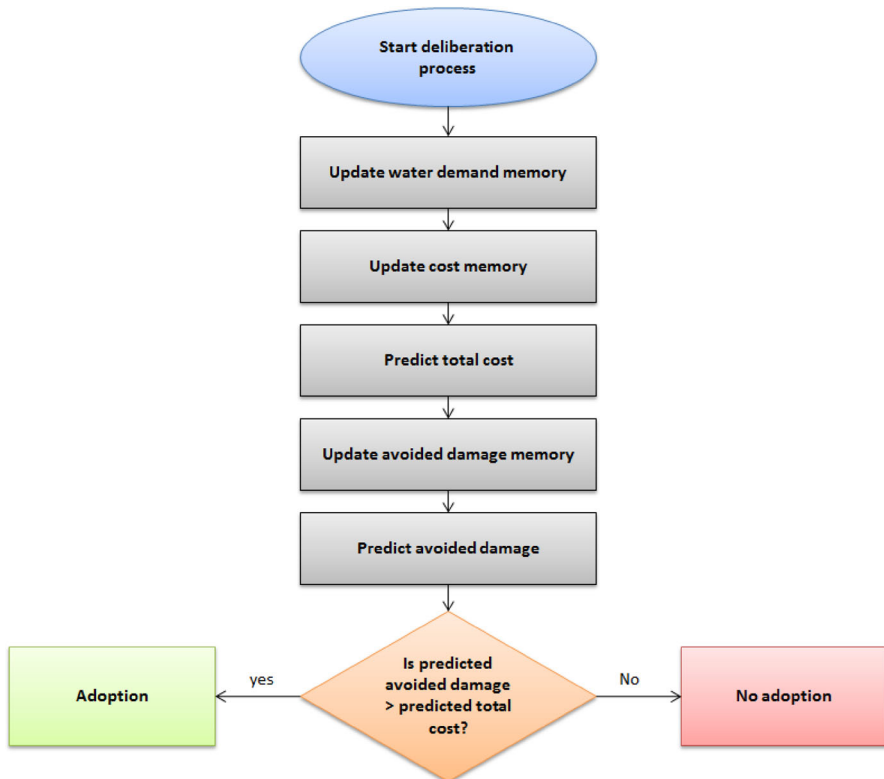 Start deliberation
process
Update water demand memory
Update cost memory
Predict total cost
Update avoided damage memory
Predict avoided damage
Is predicted
avoided damage
> predicted total
cost?
yes
No
Adoption
No adoption